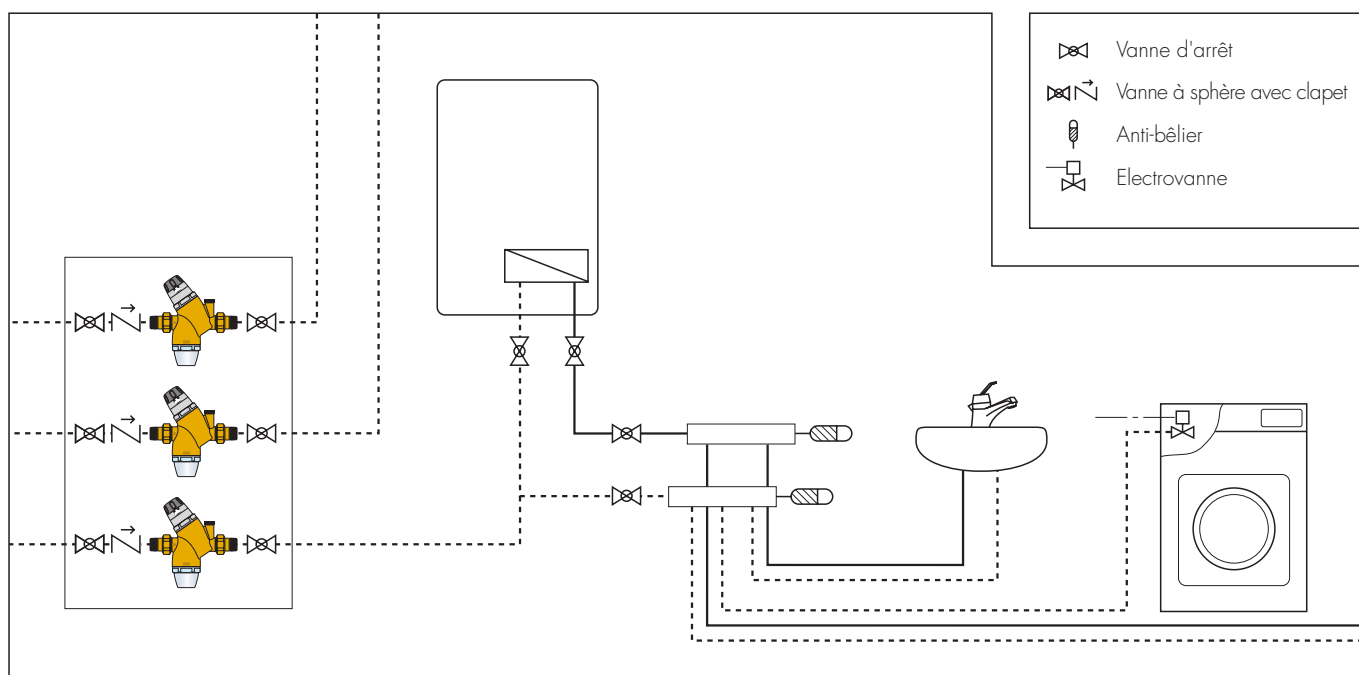 Vanne d'arrêt
Vanne à sphère avec clapet
Anti-bêlier
Electrovanne